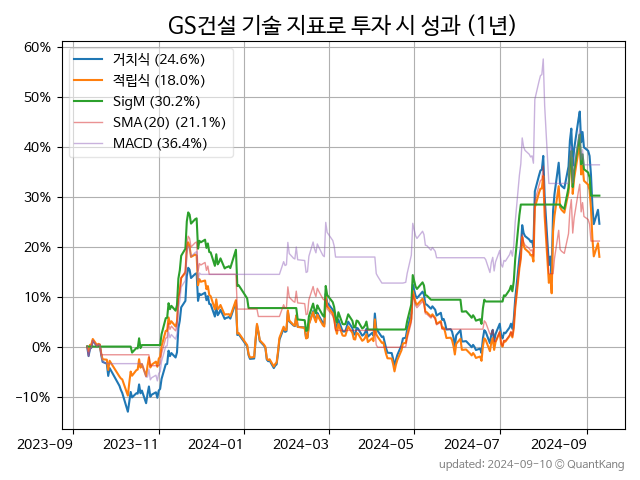 GS건설 기술 지표로 투자 시 성과 (1년)
60%
50%
40%
30%
20%
10%
0%
−10%
거치식 (24.6%)
적립식 (18.0%)
SigM (30.2%)
SMA(20) (21.1%)
MACD (36.4%)
2023-09 2023-11 2024-01 2024-03 2024-05 2024-07 2024-09
updated: 2024-09-10 ⓒ QuantKang